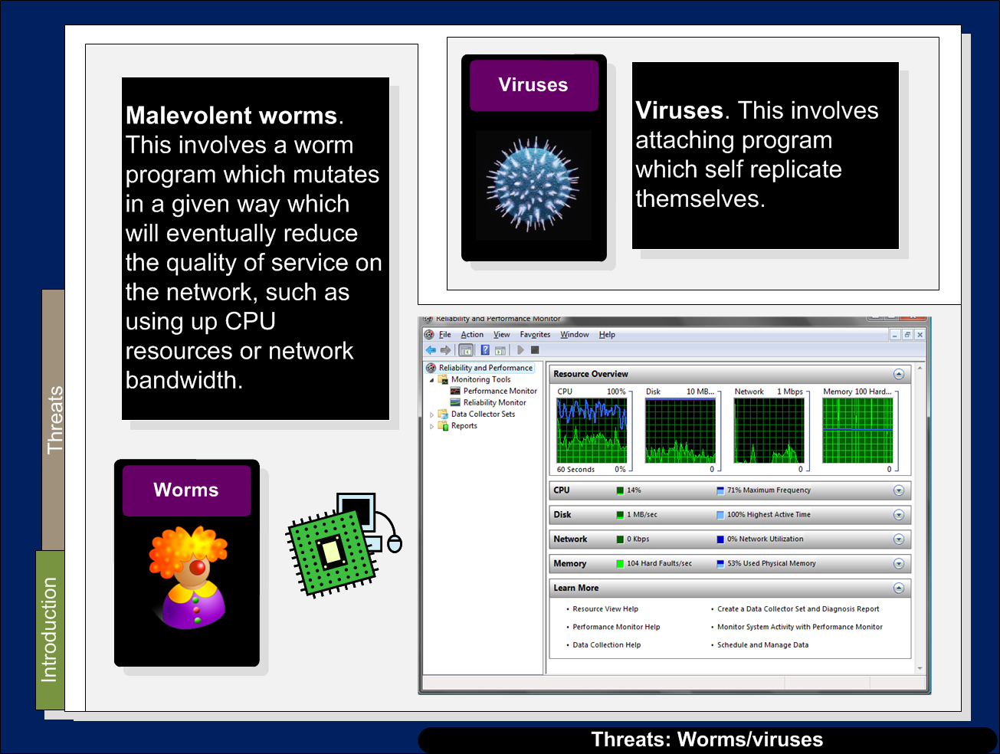 Malevolent worms.
This involves a worm
program which mutates
in a given way which
will eventually reduce
the quality of service on
the network, such as
using up CPU
resources or network
bandwidth.
Viruses
Viruses. This involves
attaching program
which self replicate
themselves.
Worms
Threats
Introduction
Reliability and Performance Monitor
File Action View Favorites Window Help
Reliability and Performance
Monitoring Tools
Performance Monitor
Reliability Monitor
Data Collector Sets
Reports
Resource Overview
CPU 100% Disk 10 MB... Network 1 Mbps Memory 100 Hard...
60 Seconds 0% 0 0 0
CPU 14% 71% Maximum Frequency
Disk 1 MB/sec 100% Highest Active Time
Network 0 Kbps 0% Network Utilization
Memory 104 Hard Faults/sec 53% Used Physical Memory
Learn More
• Resource View Help • Create a Data Collector Set and Diagnosis Report
• Performance Monitor Help • Monitor System Activity with Performance Monitor
• Data Collection Help • Schedule and Manage Data
Threats: Worms/viruses